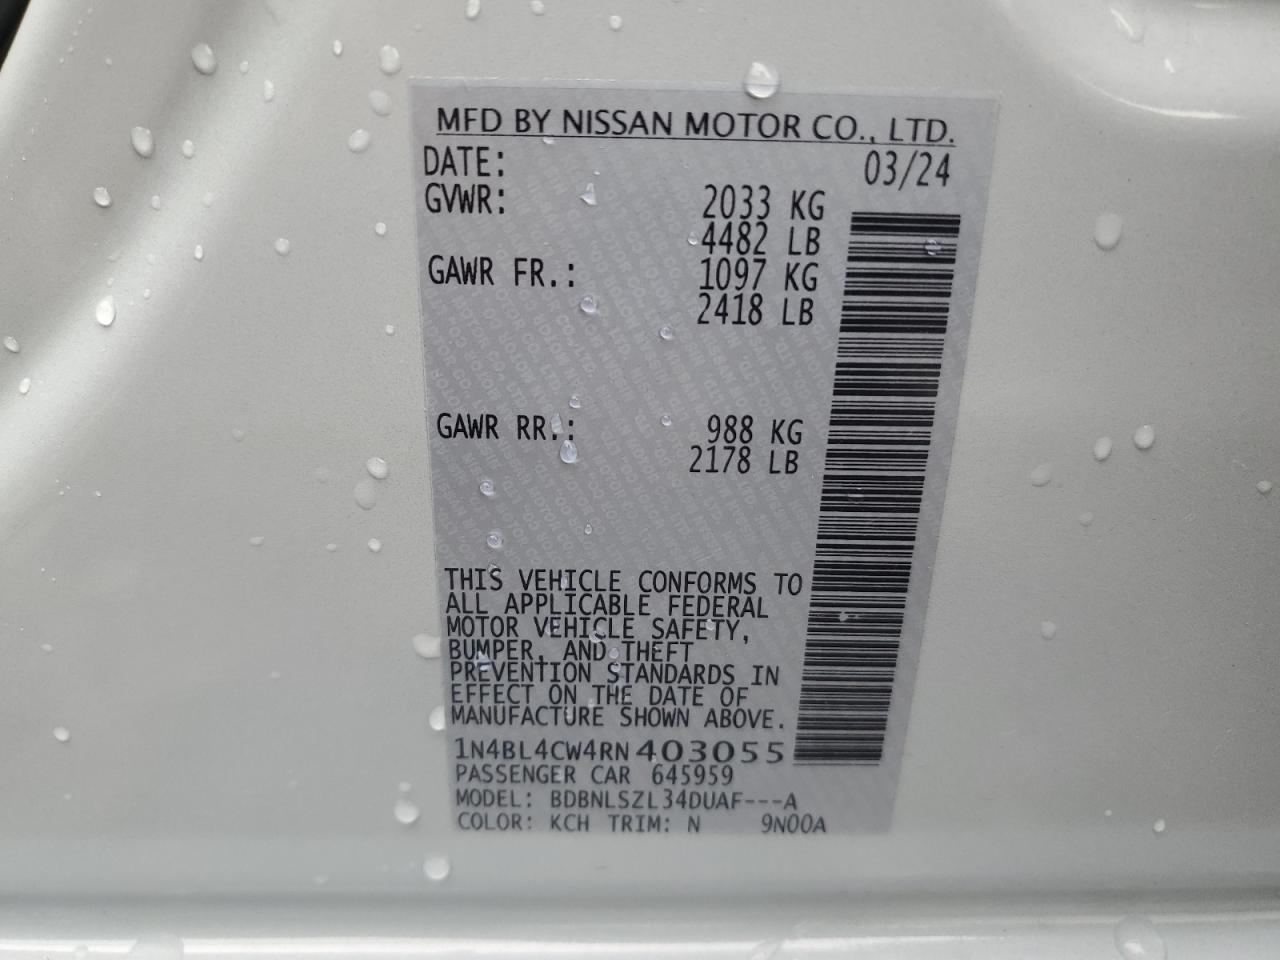 MFD BY NISSAN MOTOR CO., LTD.
DATE: 03/24
GVWR: 2033 KG
4482 LB
GAWR FR.: 1097 KG
2418 LB
GAWR RR.: 988 KG
2178 LB
THIS VEHICLE CONFORMS TO
ALL APPLICABLE FEDERAL
MOTOR VEHICLE SAFETY,
BUMPER, AND THEFT
PREVENTION STANDARDS IN
EFFECT ON THE DATE OF
MANUFACTURE SHOWN ABOVE.
1N4BL4CW4RN403055
PASSENGER CAR 645959
MODEL: BDBNLSZL34DUAF---A
COLOR: KCH TRIM: N 9N00A